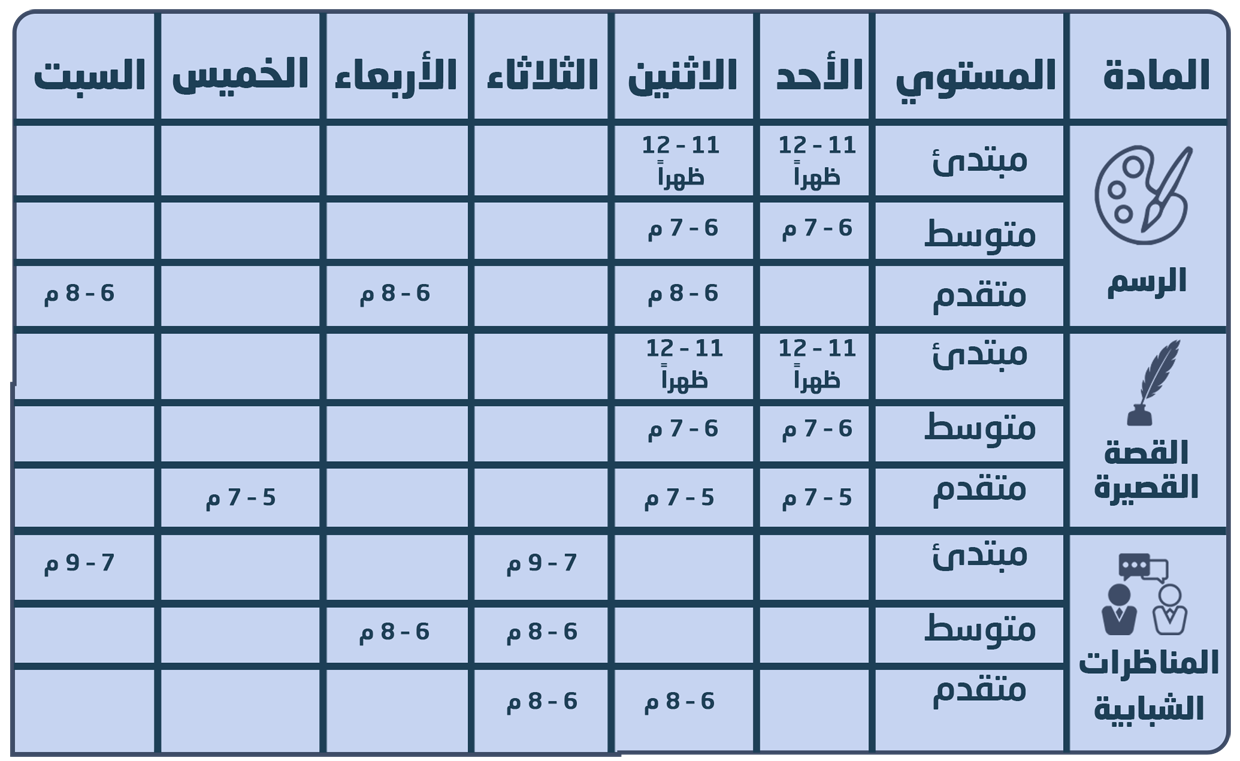 المادة المستوي الأحد الاثنين الثلاثاء الأربعاء الخميس السبت
الرسم
مبتدئ 11 - 12 ظهراً 11 - 12 ظهراً
متوسط 6 - 7 م 6 - 7 م
متقدم 6 - 8 م 6 - 8 م 6 - 8 م
القصة
القصيرة
مبتدئ 11 - 12 ظهراً 11 - 12 ظهراً
متوسط 6 - 7 م 6 - 7 م
متقدم 5 - 7 م 5 - 7 م 5 - 7 م
المناظرات
الشبابية
مبتدئ 7 - 9 م 7 - 9 م
متوسط 6 - 8 م 6 - 8 م
متقدم 6 - 8 م 6 - 8 م